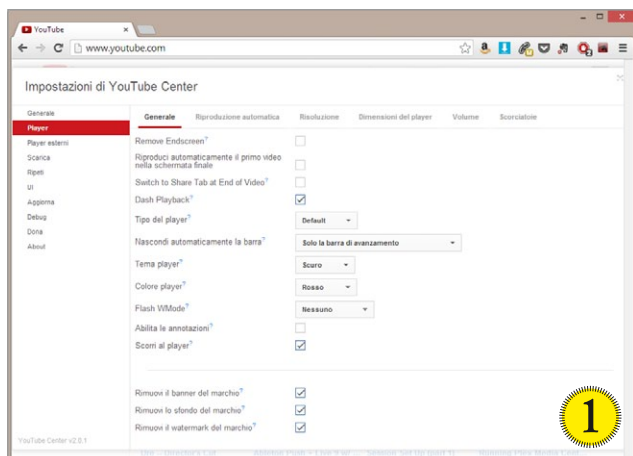 YouTube
www.youtube.com
Impostazioni di YouTube Center
Generale
Player
Player esterni
Scarica
Ripeti
UI
Aggiorna
Debug
Dona
About
YouTube Center v2.0.1
Generale Riproduzione automatica Risoluzione Dimensioni del player Volume Scorciatoie
Remove Endscreen?
Riproduci automaticamente il primo video
nella schermata finale?
Switch to Share Tab at End of Video?
Dash Playback?
Tipo del player? Default
Nascondi automaticamente la barra? Solo la barra di avanzamento
Tema player? Scuro
Colore player? Rosso
Flash WMode? Nessuno
Abilita le annotazioni?
Scorri al player?
Rimuovi il banner del marchio?
Rimuovi lo sfondo del marchio?
Rimuovi il watermark del marchio?
1